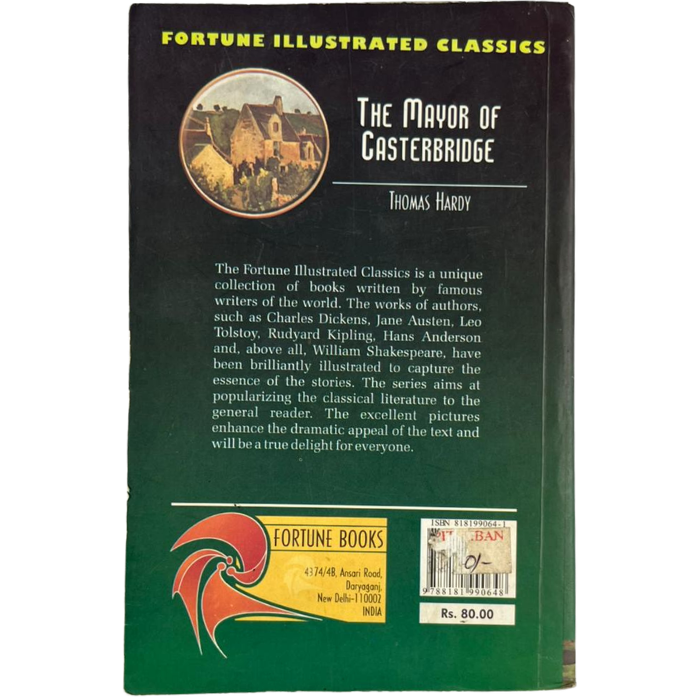 FORTUNE ILLUSTRATED CLASSICS
THE MAYOR OF
CASTERBRIDGE
THOMAS HARDY
The Fortune Illustrated Classics is a unique
collection of books written by famous
writers of the world. The works of authors,
such as Charles Dickens, Jane Austen, Leo
Tolstoy, Rudyard Kipling, Hans Anderson
and, above all, William Shakespeare, have
been brilliantly illustrated to capture the
essence of the stories. The series aims at
popularizing the classical literature to the
general reader. The excellent pictures
enhance the dramatic appeal of the text and
will be a true delight for everyone.
FORTUNE BOOKS
4374/4B, Ansari Road,
Daryaganj,
New Delhi-110002
INDIA
ISBN 818199064-1
0/-
9 788181 990648
Rs. 80.00